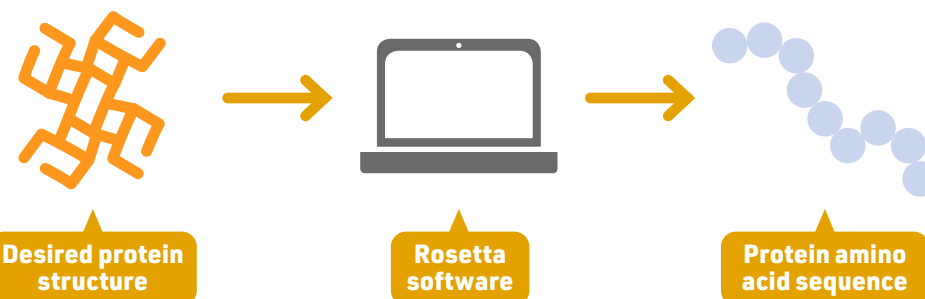 Desired protein
structure
Rosetta
software
Protein amino
acid sequence